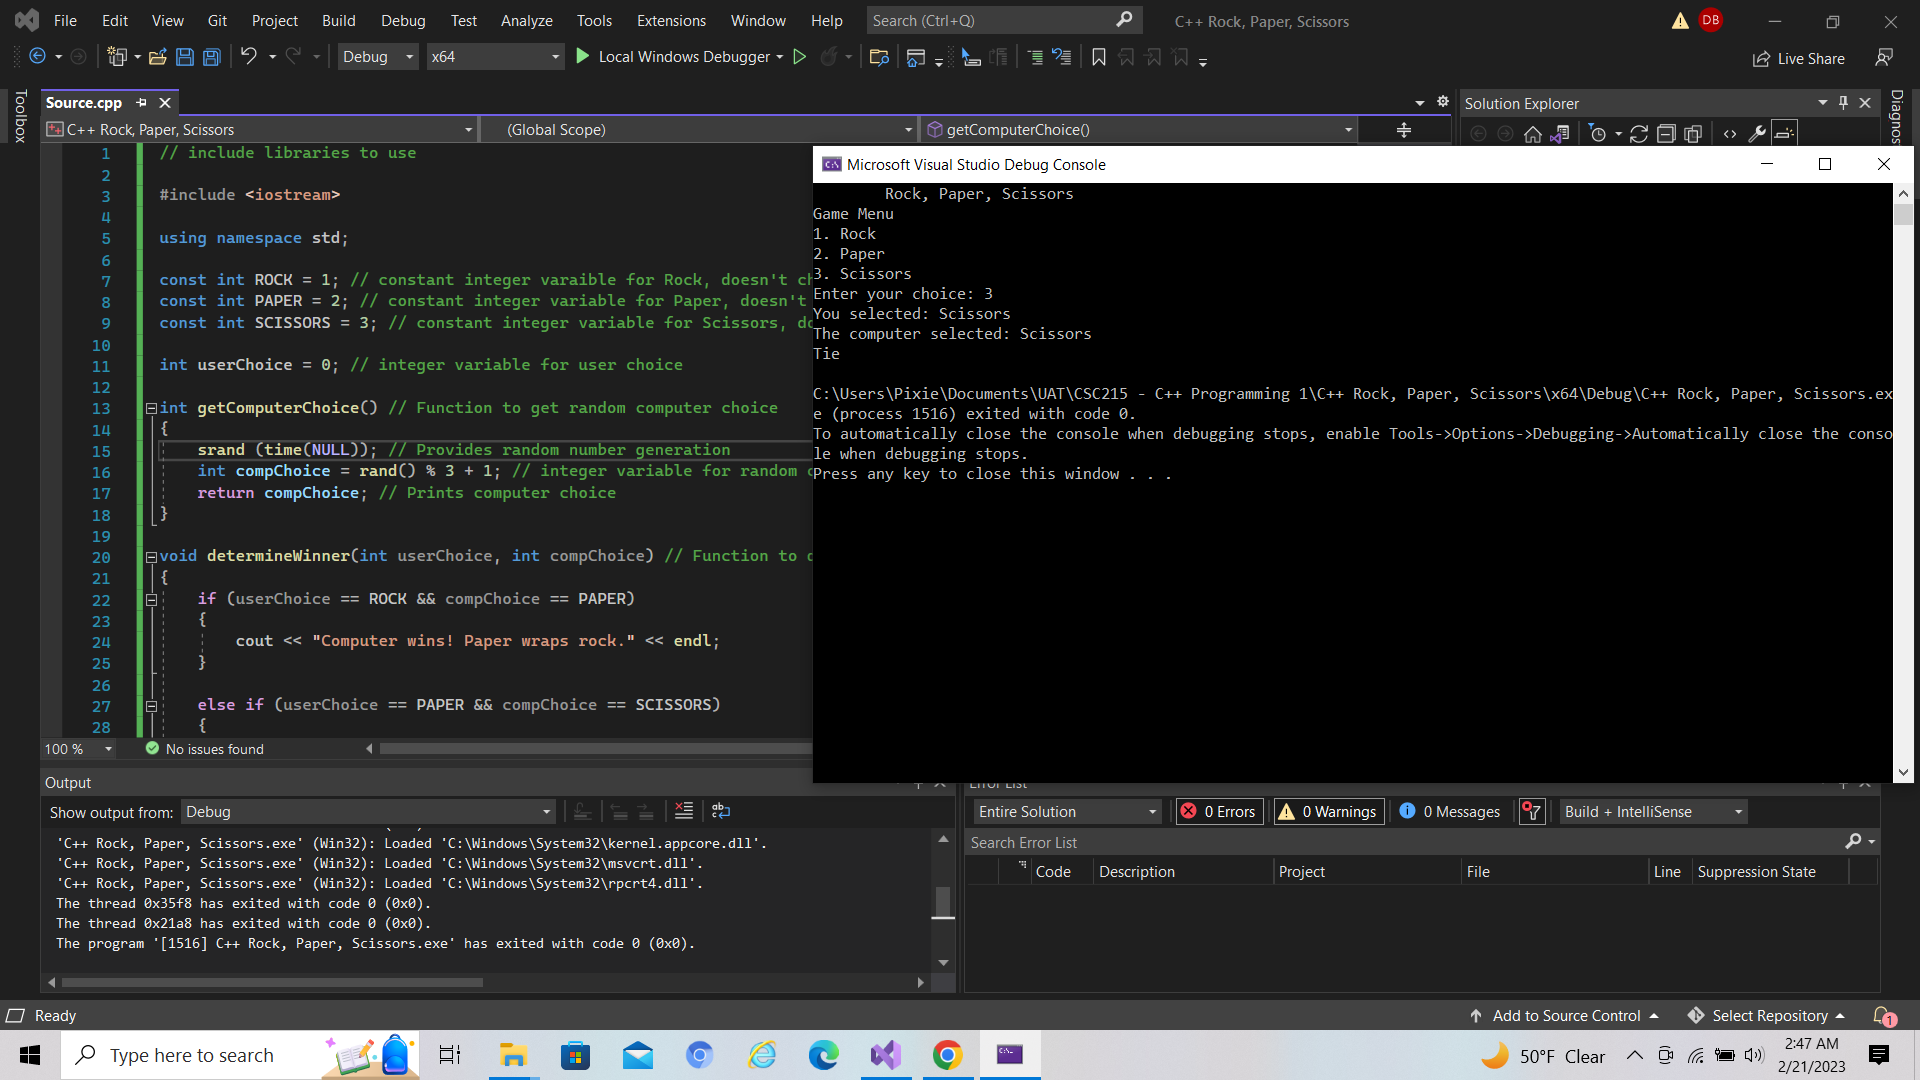 File Edit View Git Project Build Debug Test Analyze Tools Extensions Window Help Search (Ctrl+Q) C++ Rock, Paper, Scissors DB
Debug x64 Local Windows Debugger Live Share
Toolbox
Source.cpp
C++ Rock, Paper, Scissors (Global Scope) getComputerChoice()
1 // include libraries to use
2
3 #include <iostream>
4
5 using namespace std;
6
7 const int ROCK = 1; // constant integer varaible for Rock, doesn't ch
8 const int PAPER = 2; // constant integer variable for Paper, doesn't
9 const int SCISSORS = 3; // constant integer variable for Scissors, do
10
11 int userChoice = 0; // integer variable for user choice
12
13 int getComputerChoice() // Function to get random computer choice
14 {
15 srand (time(NULL)); // Provides random number generation
16 int compChoice = rand() % 3 + 1; // integer variable for random c
17 return compChoice; // Prints computer choice
18 }
19
20 void determineWinner(int userChoice, int compChoice) // Function to d
21 {
22 if (userChoice == ROCK && compChoice == PAPER)
23 {
24 cout << "Computer wins! Paper wraps rock." << endl;
25 }
26
27 else if (userChoice == PAPER && compChoice == SCISSORS)
28 {
100 % No issues found
Solution Explorer
Diagnos
Microsoft Visual Studio Debug Console
Rock, Paper, Scissors
Game Menu
1. Rock
2. Paper
3. Scissors
Enter your choice: 3
You selected: Scissors
The computer selected: Scissors
Tie
C:\Users\Pixie\Documents\UAT\CSC215 - C++ Programming 1\C++ Rock, Paper, Scissors\x64\Debug\C++ Rock, Paper, Scissors.ex
e (process 1516) exited with code 0.
To automatically close the console when debugging stops, enable Tools->Options->Debugging->Automatically close the conso
le when debugging stops.
Press any key to close this window . . .
Output
Show output from: Debug
'C++ Rock, Paper, Scissors.exe' (Win32): Loaded 'C:\Windows\System32\kernel.appcore.dll'.
'C++ Rock, Paper, Scissors.exe' (Win32): Loaded 'C:\Windows\System32\msvcrt.dll'.
'C++ Rock, Paper, Scissors.exe' (Win32): Loaded 'C:\Windows\System32\rpcrt4.dll'.
The thread 0x35f8 has exited with code 0 (0x0).
The thread 0x21a8 has exited with code 0 (0x0).
The program '[1516] C++ Rock, Paper, Scissors.exe' has exited with code 0 (0x0).
Error List
Entire Solution 0 Errors 0 Warnings 0 Messages Build + IntelliSense
Search Error List
Code Description Project File Line Suppression State
Ready Add to Source Control Select Repository 1
Type here to search 50°F Clear 2:47 AM
2/21/2023